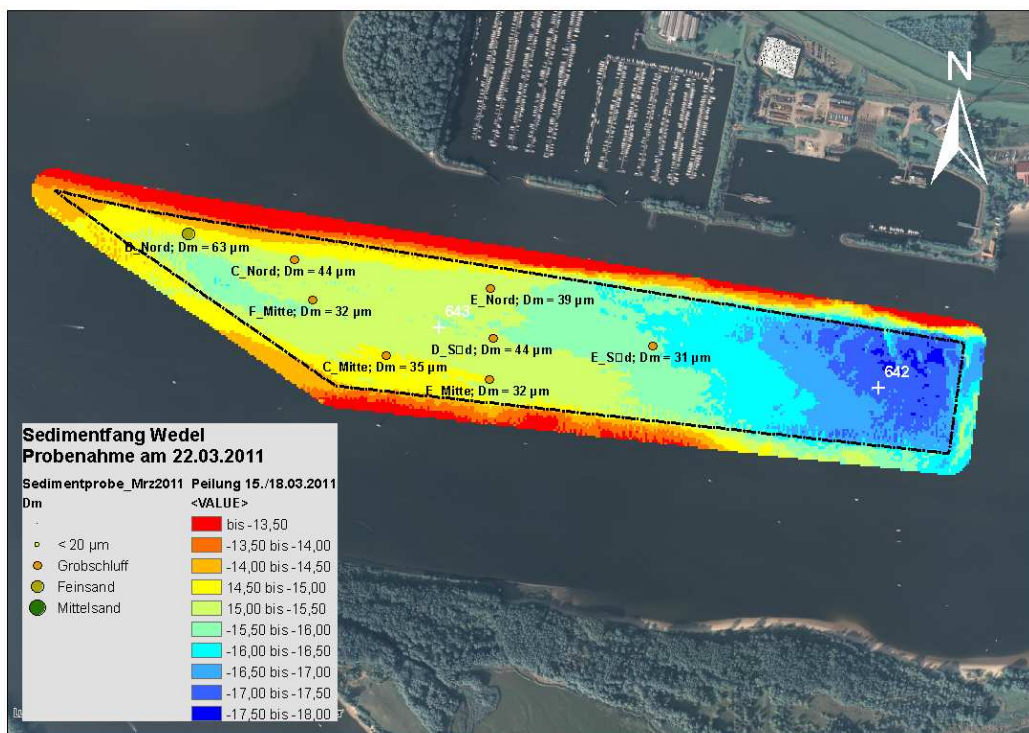 N
B_Nord; Dm = 63 µm
C_Nord; Dm = 44 µm
E_Nord; Dm = 39 µm
F_Mitte; Dm = 32 µm
643
D_S□d; Dm = 44 µm
E_S□d; Dm = 31 µm
C_Mitte; Dm = 35 µm
642
E_Mitte; Dm = 32 µm
Sedimentfang Wedel
Probenahme am 22.03.2011
Sedimentprobe_Mrz2011 Peilung 15./18.03.2011
Dm <VALUE>
bis -13,50
< 20 µm -13,50 bis -14,00
Grobschluff -14,00 bis -14,50
Feinsand 14,50 bis -15,00
Mittelsand 15,00 bis -15,50
-15,50 bis -16,00
-16,00 bis -16,50
-16,50 bis -17,00
-17,00 bis -17,50
-17,50 bis -18,00